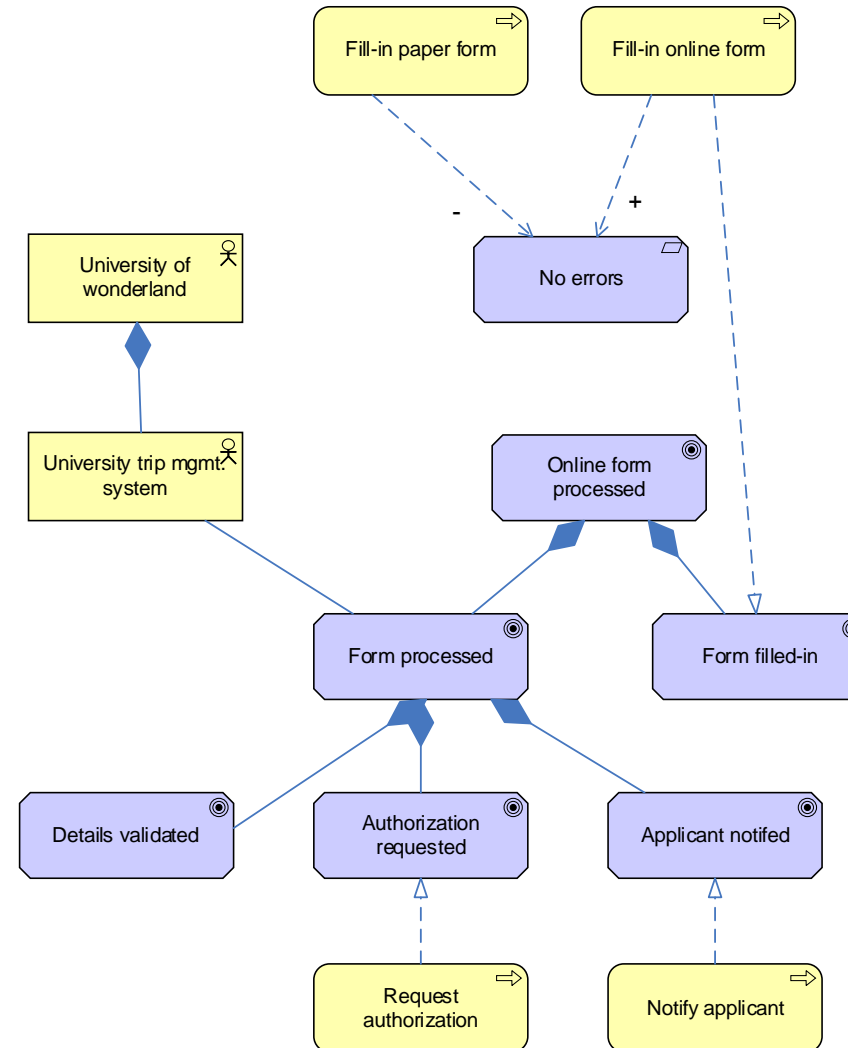 Fill-in paper form
Fill-in online form
-
+
No errors
University of
wonderland
University trip mgmt.
system
Online form
processed
Form processed
Form filled-in
Details validated
Authorization
requested
Applicant notifed
Request
authorization
Notify applicant